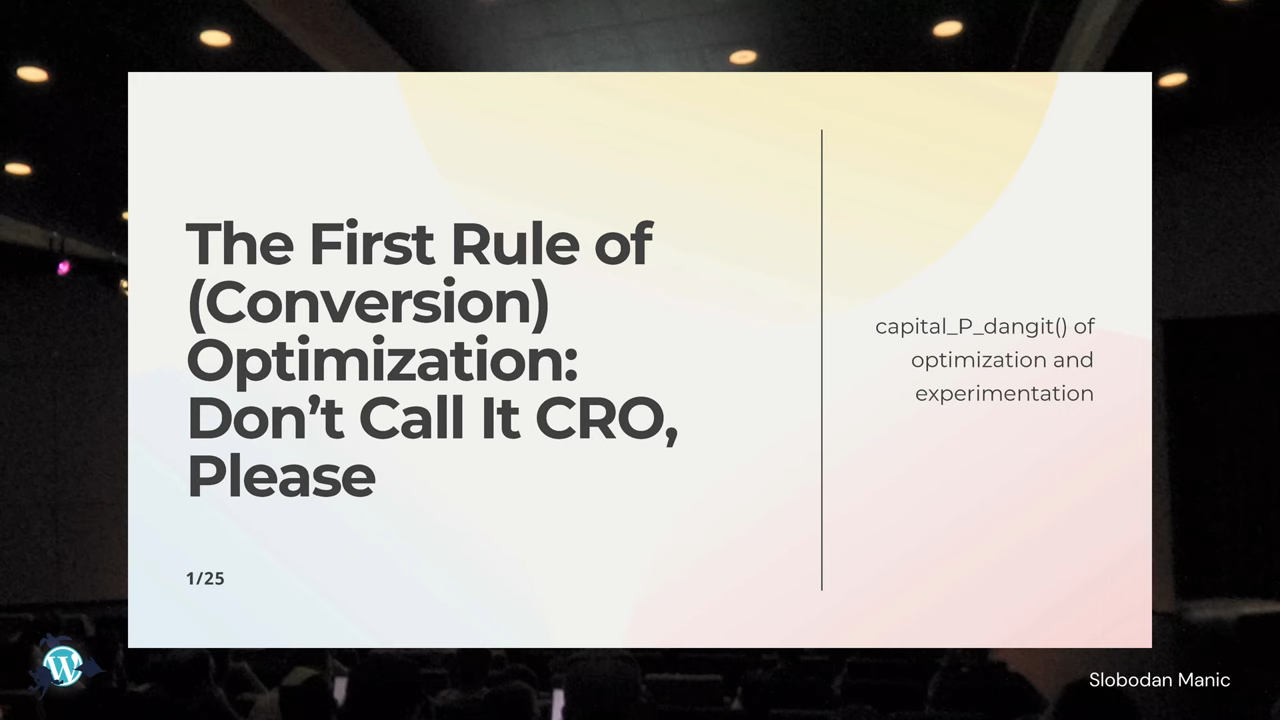 The First Rule of
(Conversion)
Optimization:
Don’t Call It CRO,
Please
1/25
capital_P_dangit() of
optimization and
experimentation
Slobodan Manic